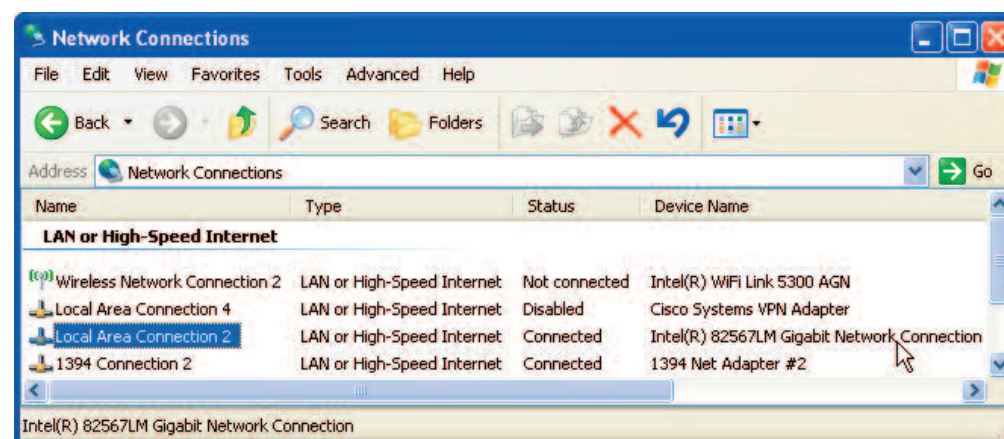 Network Connections
File Edit View Favorites Tools Advanced Help
Back Search Folders
Address Network Connections Go
Name Type Status Device Name
LAN or High-Speed Internet
Wireless Network Connection 2 LAN or High-Speed Internet Not connected Intel(R) WiFi Link 5300 AGN
Local Area Connection 4 LAN or High-Speed Internet Disabled Cisco Systems VPN Adapter
Local Area Connection 2 LAN or High-Speed Internet Connected Intel(R) 82567LM Gigabit Network Connection
1394 Connection 2 LAN or High-Speed Internet Connected 1394 Net Adapter #2
Intel(R) 82567LM Gigabit Network Connection